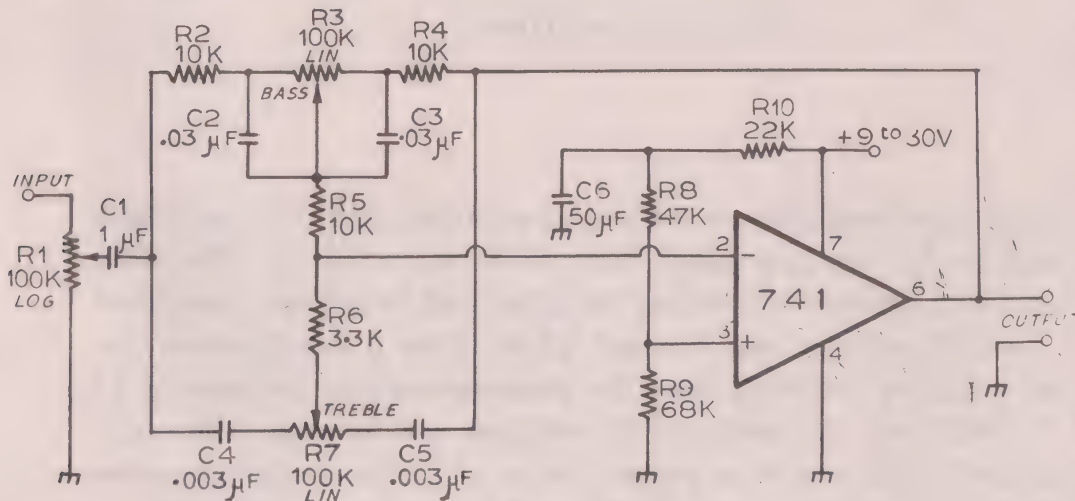 R2
10K
R3
100K
LIN
R4
10K
BASS
C2
.03 µF
C3
.03 µF
R10
22K
+9 to 30V
INPUT
C1
1 µF
R1
100K
LOG
R5
10K
C6
50 µF
R8
47K
2
−
7
741
6
3
+
4
R6
3.3K
R9
68K
OUTPUT
TREBLE
C4
.003 µF
R7
100K
LIN
C5
.003 µF